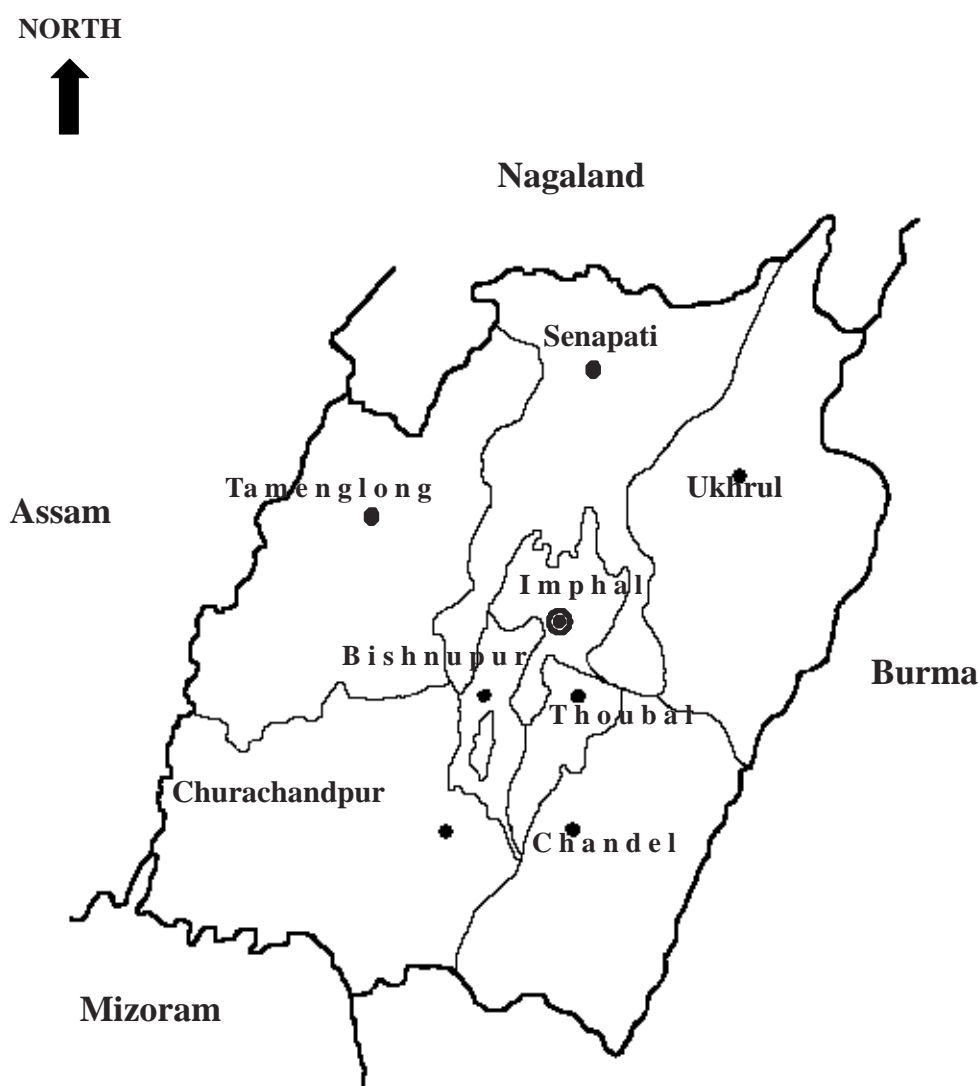 NORTH
Nagaland
Senapati
Tamenglong
Ukhrul
Assam
Imphal
Bishnupur
Burma
Thoubal
Churachandpur
Chandel
Mizoram